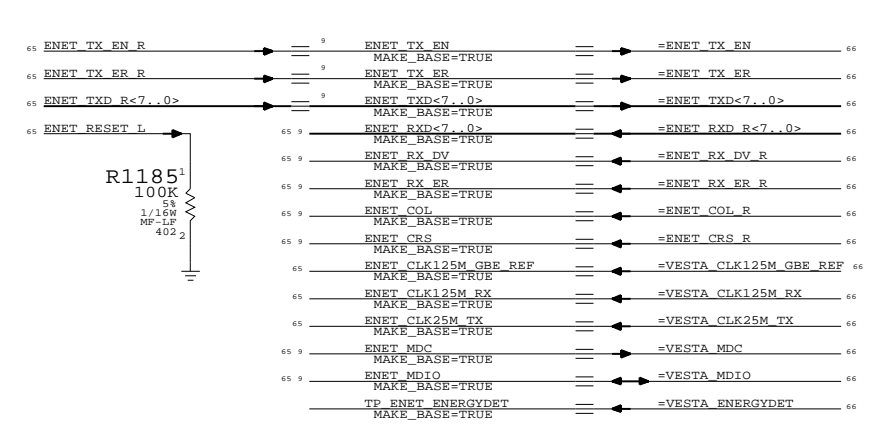 65 ENET_TX_EN_R 9 ENET_TX_EN =ENET_TX_EN 66
MAKE_BASE=TRUE
65 ENET_TX_ER_R 9 ENET_TX_ER =ENET_TX_ER 66
MAKE_BASE=TRUE
65 ENET_TXD_R<7..0> 9 ENET_TXD<7..0> =ENET_TXD<7..0> 66
MAKE_BASE=TRUE
65 ENET_RESET_L 65 9 ENET_RXD<7..0> =ENET_RXD_R<7..0> 66
MAKE_BASE=TRUE
65 9 ENET_RX_DV =ENET_RX_DV_R 66
MAKE_BASE=TRUE
R1185 1
100K
5%
1/16W
MF-LF
402 2
65 9 ENET_RX_ER =ENET_RX_ER_R 66
MAKE_BASE=TRUE
65 9 ENET_COL =ENET_COL_R 66
MAKE_BASE=TRUE
65 9 ENET_CRS =ENET_CRS_R 66
MAKE_BASE=TRUE
65 ENET_CLK125M_GBE_REF =VESTA_CLK125M_GBE_REF 66
MAKE_BASE=TRUE
65 ENET_CLK125M_RX =VESTA_CLK125M_RX 66
MAKE_BASE=TRUE
65 ENET_CLK25M_TX =VESTA_CLK25M_TX 66
MAKE_BASE=TRUE
65 9 ENET_MDC =VESTA_MDC 66
MAKE_BASE=TRUE
65 9 ENET_MDIO =VESTA_MDIO 66
MAKE_BASE=TRUE
TP_ENET_ENERGYDET =VESTA_ENERGYDET 66
MAKE_BASE=TRUE